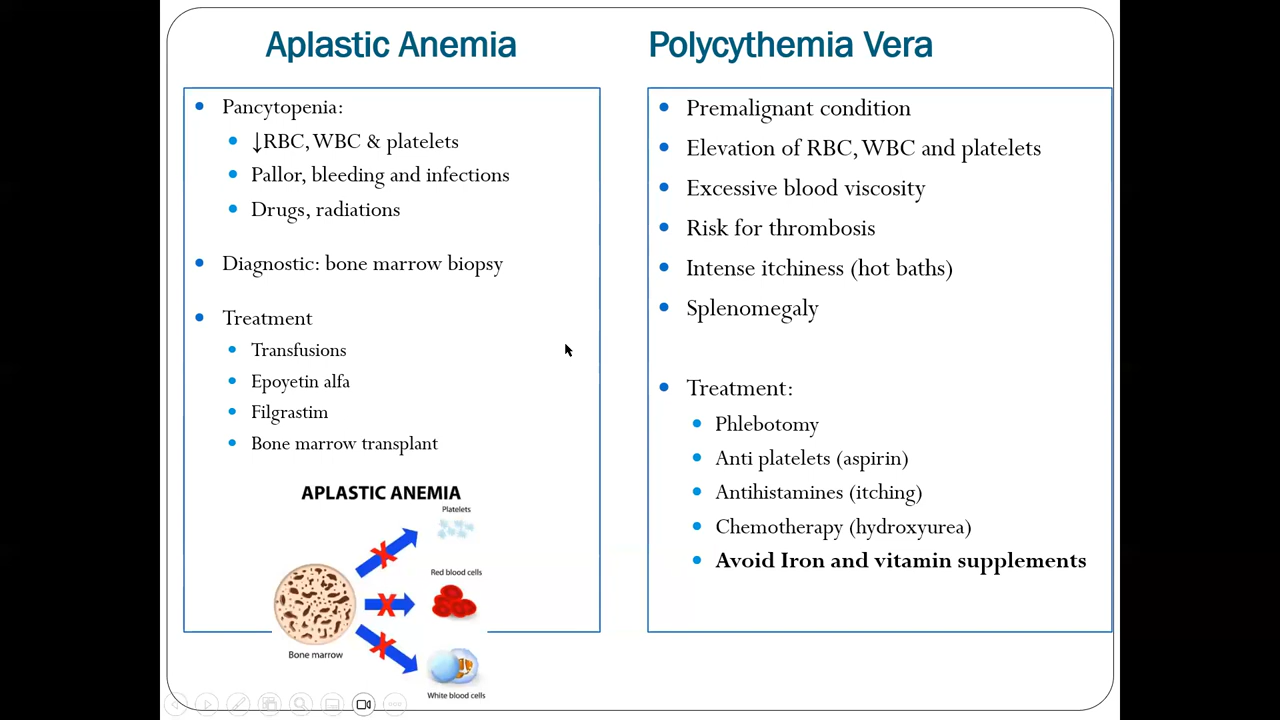 Aplastic Anemia
Pancytopenia:
↓RBC, WBC & platelets
Pallor, bleeding and infections
Drugs, radiations
Diagnostic: bone marrow biopsy
Treatment
Transfusions
Epoyetin alfa
Filgrastim
Bone marrow transplant
APLASTIC ANEMIA
Platelets
Red blood cells
Bone marrow
White blood cells
Polycythemia Vera
Premalignant condition
Elevation of RBC, WBC and platelets
Excessive blood viscosity
Risk for thrombosis
Intense itchiness (hot baths)
Splenomegaly
Treatment:
Phlebotomy
Anti platelets (aspirin)
Antihistamines (itching)
Chemotherapy (hydroxyurea)
Avoid Iron and vitamin supplements